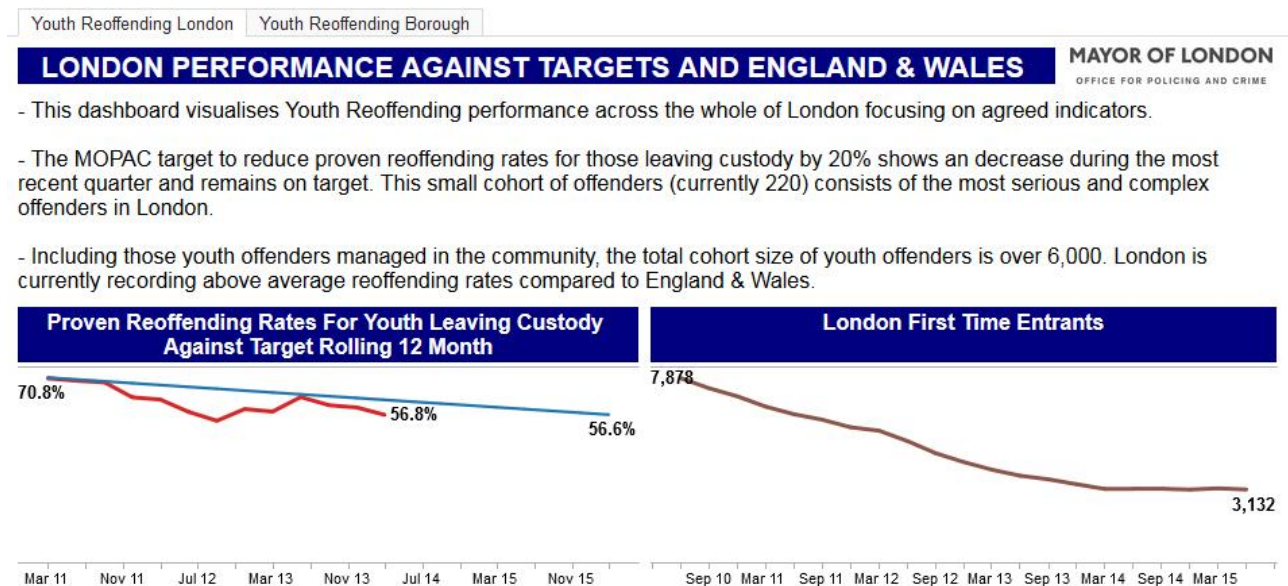 Youth Reoffending London Youth Reoffending Borough
LONDON PERFORMANCE AGAINST TARGETS AND ENGLAND & WALES
MAYOR OF LONDON
OFFICE FOR POLICING AND CRIME
- This dashboard visualises Youth Reoffending performance across the whole of London focusing on agreed indicators.
- The MOPAC target to reduce proven reoffending rates for those leaving custody by 20% shows an decrease during the most
recent quarter and remains on target. This small cohort of offenders (currently 220) consists of the most serious and complex
offenders in London.
- Including those youth offenders managed in the community, the total cohort size of youth offenders is over 6,000. London is
currently recording above average reoffending rates compared to England & Wales.
Proven Reoffending Rates For Youth Leaving Custody
Against Target Rolling 12 Month
70.8%
56.8%
56.6%
Mar 11 Nov 11 Jul 12 Mar 13 Nov 13 Jul 14 Mar 15 Nov 15
London First Time Entrants
7,878
3,132
Sep 10 Mar 11 Sep 11 Mar 12 Sep 12 Mar 13 Sep 13 Mar 14 Sep 14 Mar 15